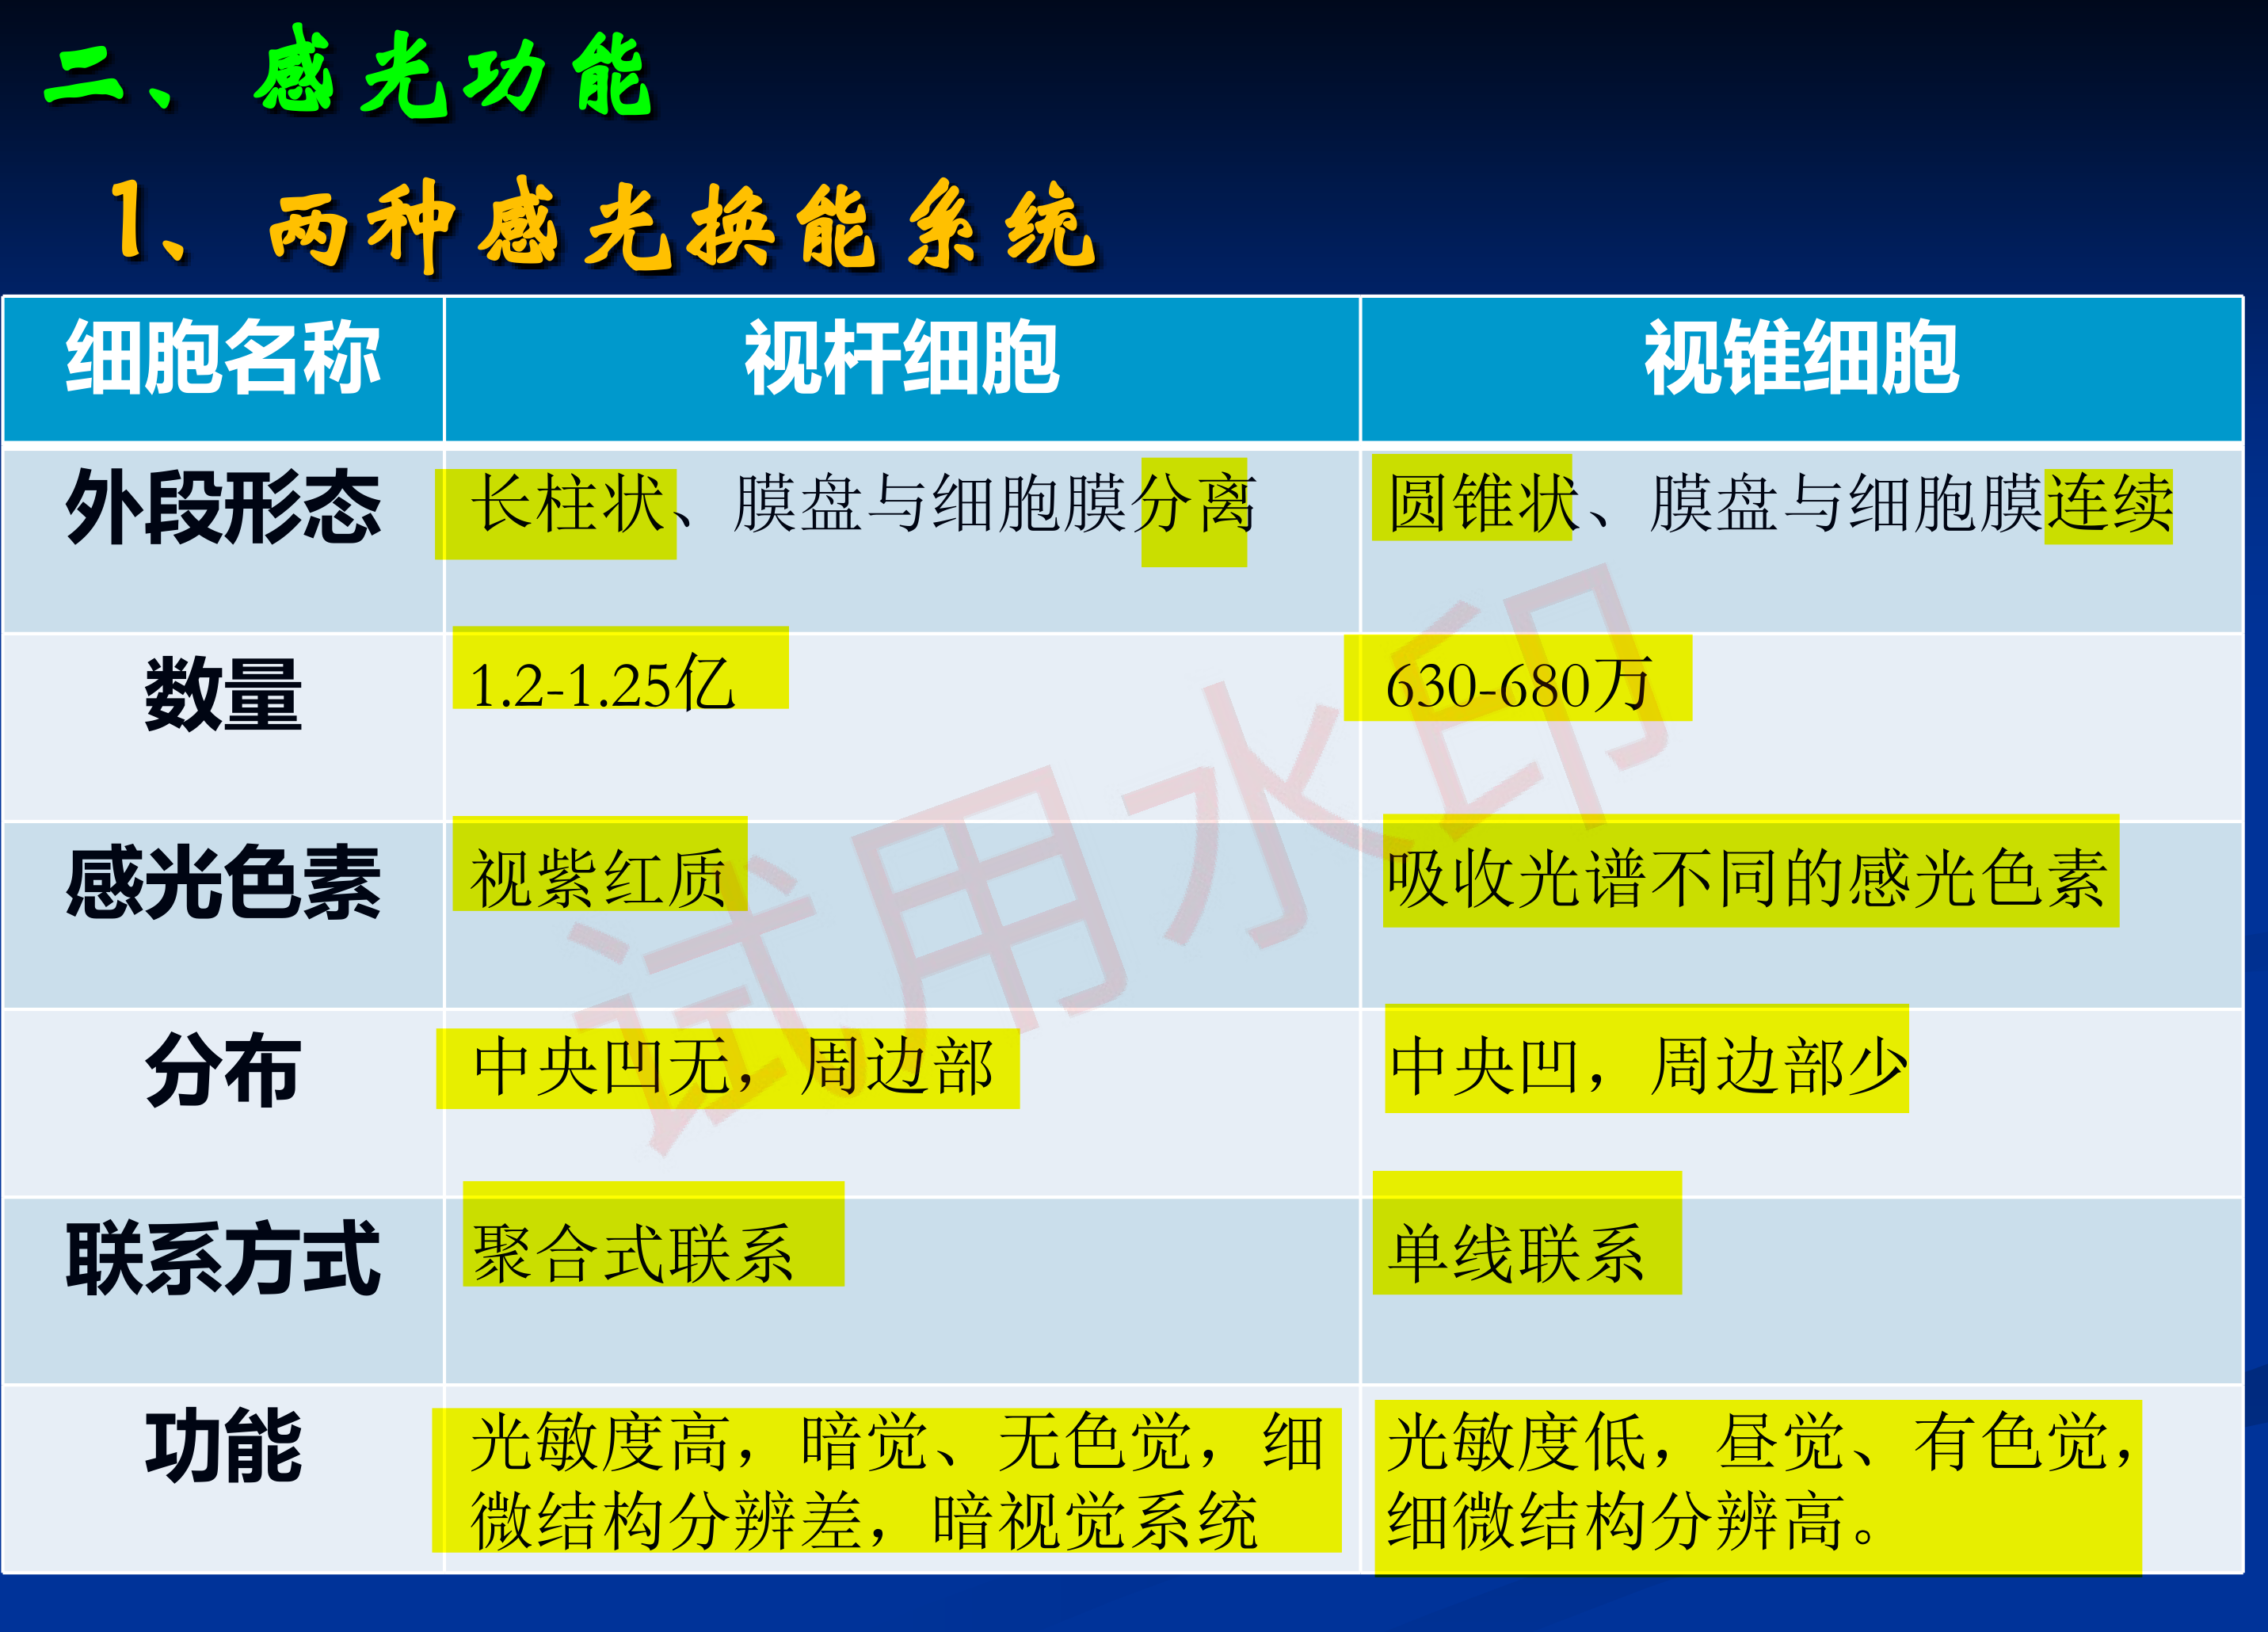 二、感光功能
1、两种感光换能系统
细胞名称 视杆细胞 视锥细胞
外段形态 长柱状、膜盘与细胞膜分离 圆锥状、膜盘与细胞膜连续
数量 1.2-1.25亿 630-680万
感光色素 视紫红质 吸收光谱不同的感光色素
分布 中央凹无，周边部 中央凹，周边部少
联系方式 聚合式联系 单线联系
功能 光敏度高，暗觉、无色觉，细 光敏度低，昼觉、有色觉，
微结构分辨差，暗视觉系统 细微结构分辨高。
试用水印